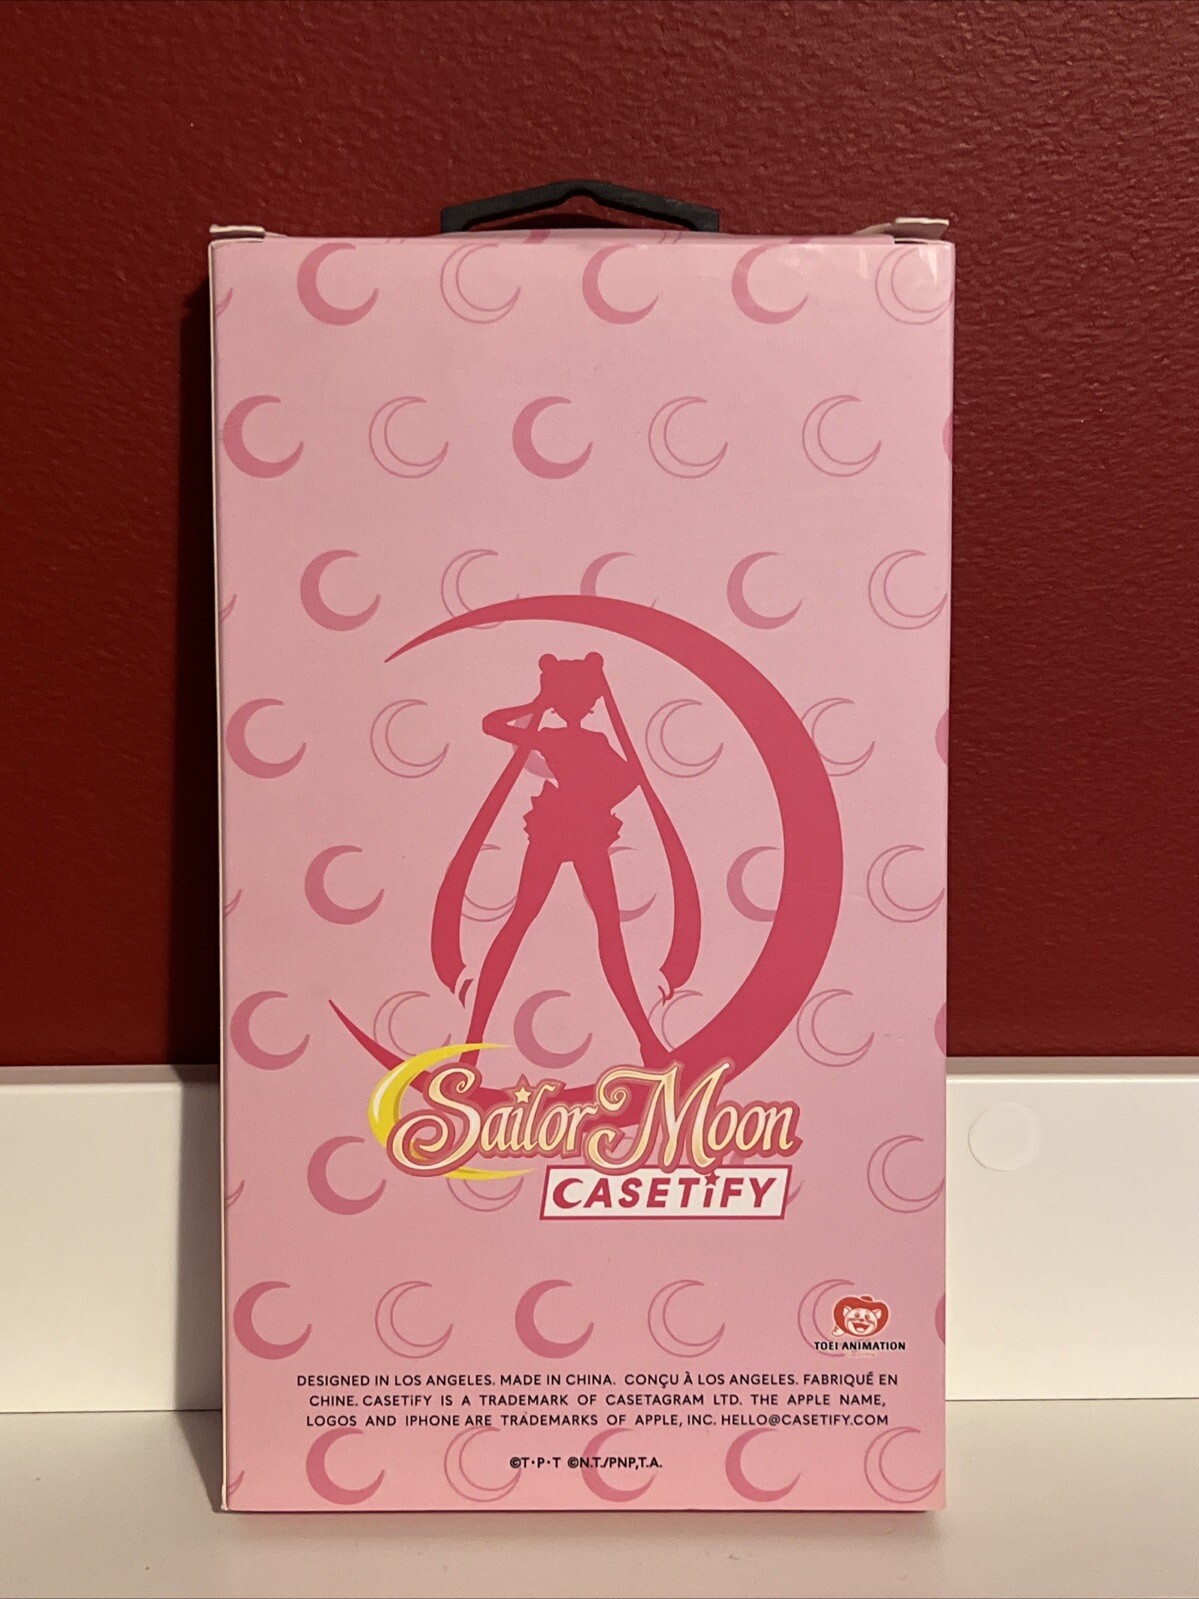 Sailor Moon
CASETiFY
TOEI ANIMATION
DESIGNED IN LOS ANGELES. MADE IN CHINA. CONÇU À LOS ANGELES. FABRIQUÉ EN
CHINE. CASETiFY IS A TRADEMARK OF CASETAGRAM LTD. THE APPLE NAME,
LOGOS AND IPHONE ARE TRADEMARKS OF APPLE, INC. HELLO@CASETIFY.COM
©T・P・T ©N.T./PNP,T.A.